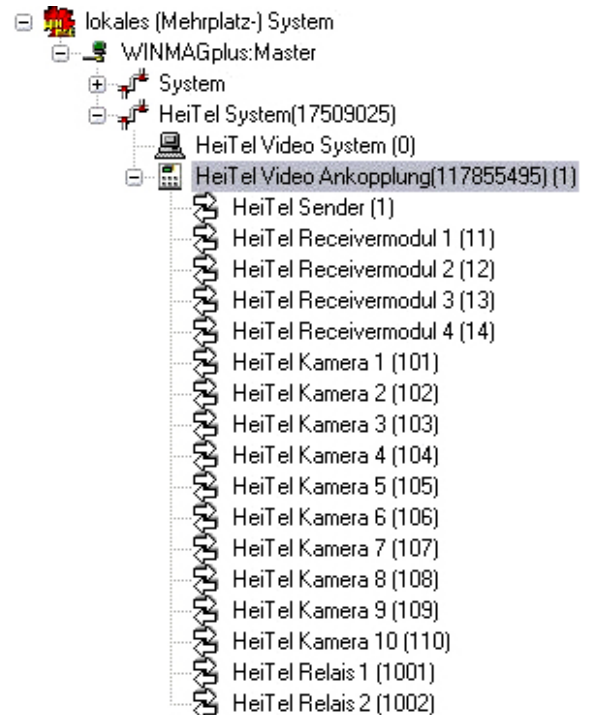 lokales (Mehrplatz-) System
WINMAGplus:Master
System
HeiTel System(17509025)
HeiTel Video System (0)
HeiTel Video Ankopplung(117855495) (1)
HeiTel Sender (1)
HeiTel Receivermodul 1 (11)
HeiTel Receivermodul 2 (12)
HeiTel Receivermodul 3 (13)
HeiTel Receivermodul 4 (14)
HeiTel Kamera 1 (101)
HeiTel Kamera 2 (102)
HeiTel Kamera 3 (103)
HeiTel Kamera 4 (104)
HeiTel Kamera 5 (105)
HeiTel Kamera 6 (106)
HeiTel Kamera 7 (107)
HeiTel Kamera 8 (108)
HeiTel Kamera 9 (109)
HeiTel Kamera 10 (110)
HeiTel Relais 1 (1001)
HeiTel Relais 2 (1002)